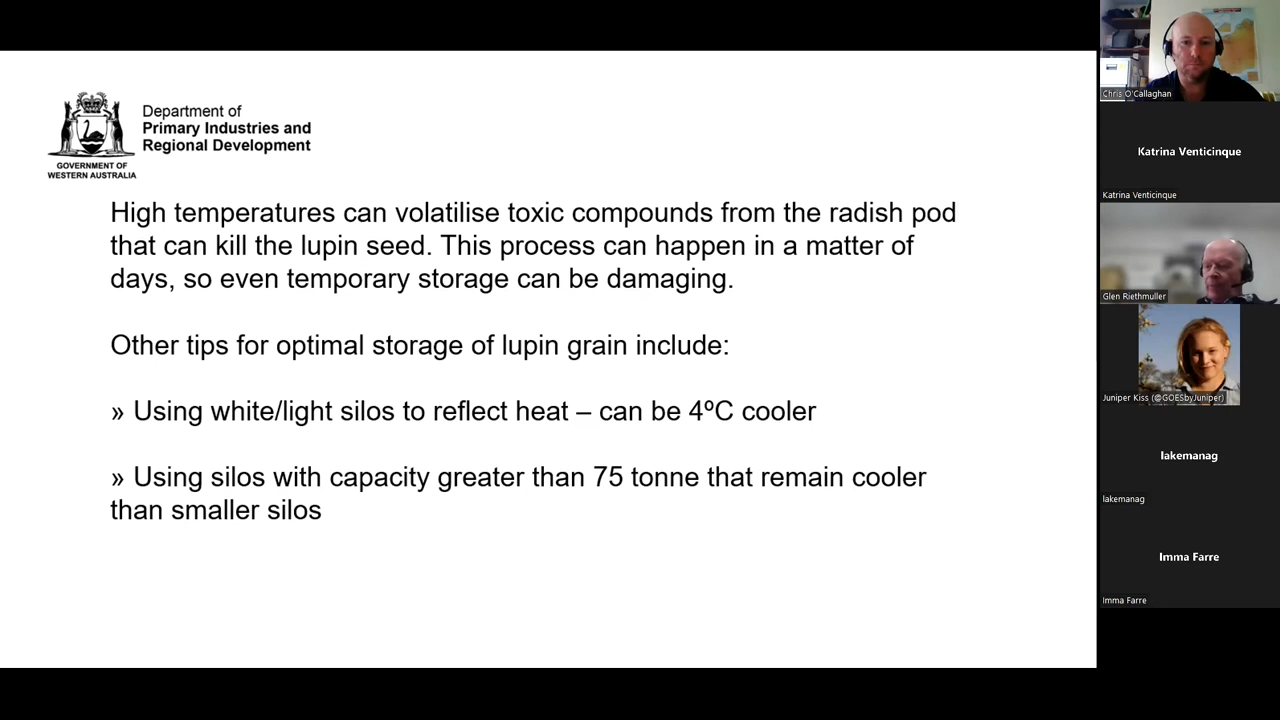 Department of
Primary Industries and
Regional Development
GOVERNMENT OF
WESTERN AUSTRALIA
High temperatures can volatilise toxic compounds from the radish pod
that can kill the lupin seed. This process can happen in a matter of
days, so even temporary storage can be damaging.
Other tips for optimal storage of lupin grain include:
» Using white/light silos to reflect heat – can be 4ºC cooler
» Using silos with capacity greater than 75 tonne that remain cooler
than smaller silos
Chris O'Callaghan
Katrina Venticinque
Katrina Venticinque
Glen Riethmuller
Juniper Kiss (@GOESbyJuniper)
lakemanag
lakemanag
Imma Farre
Imma Farre